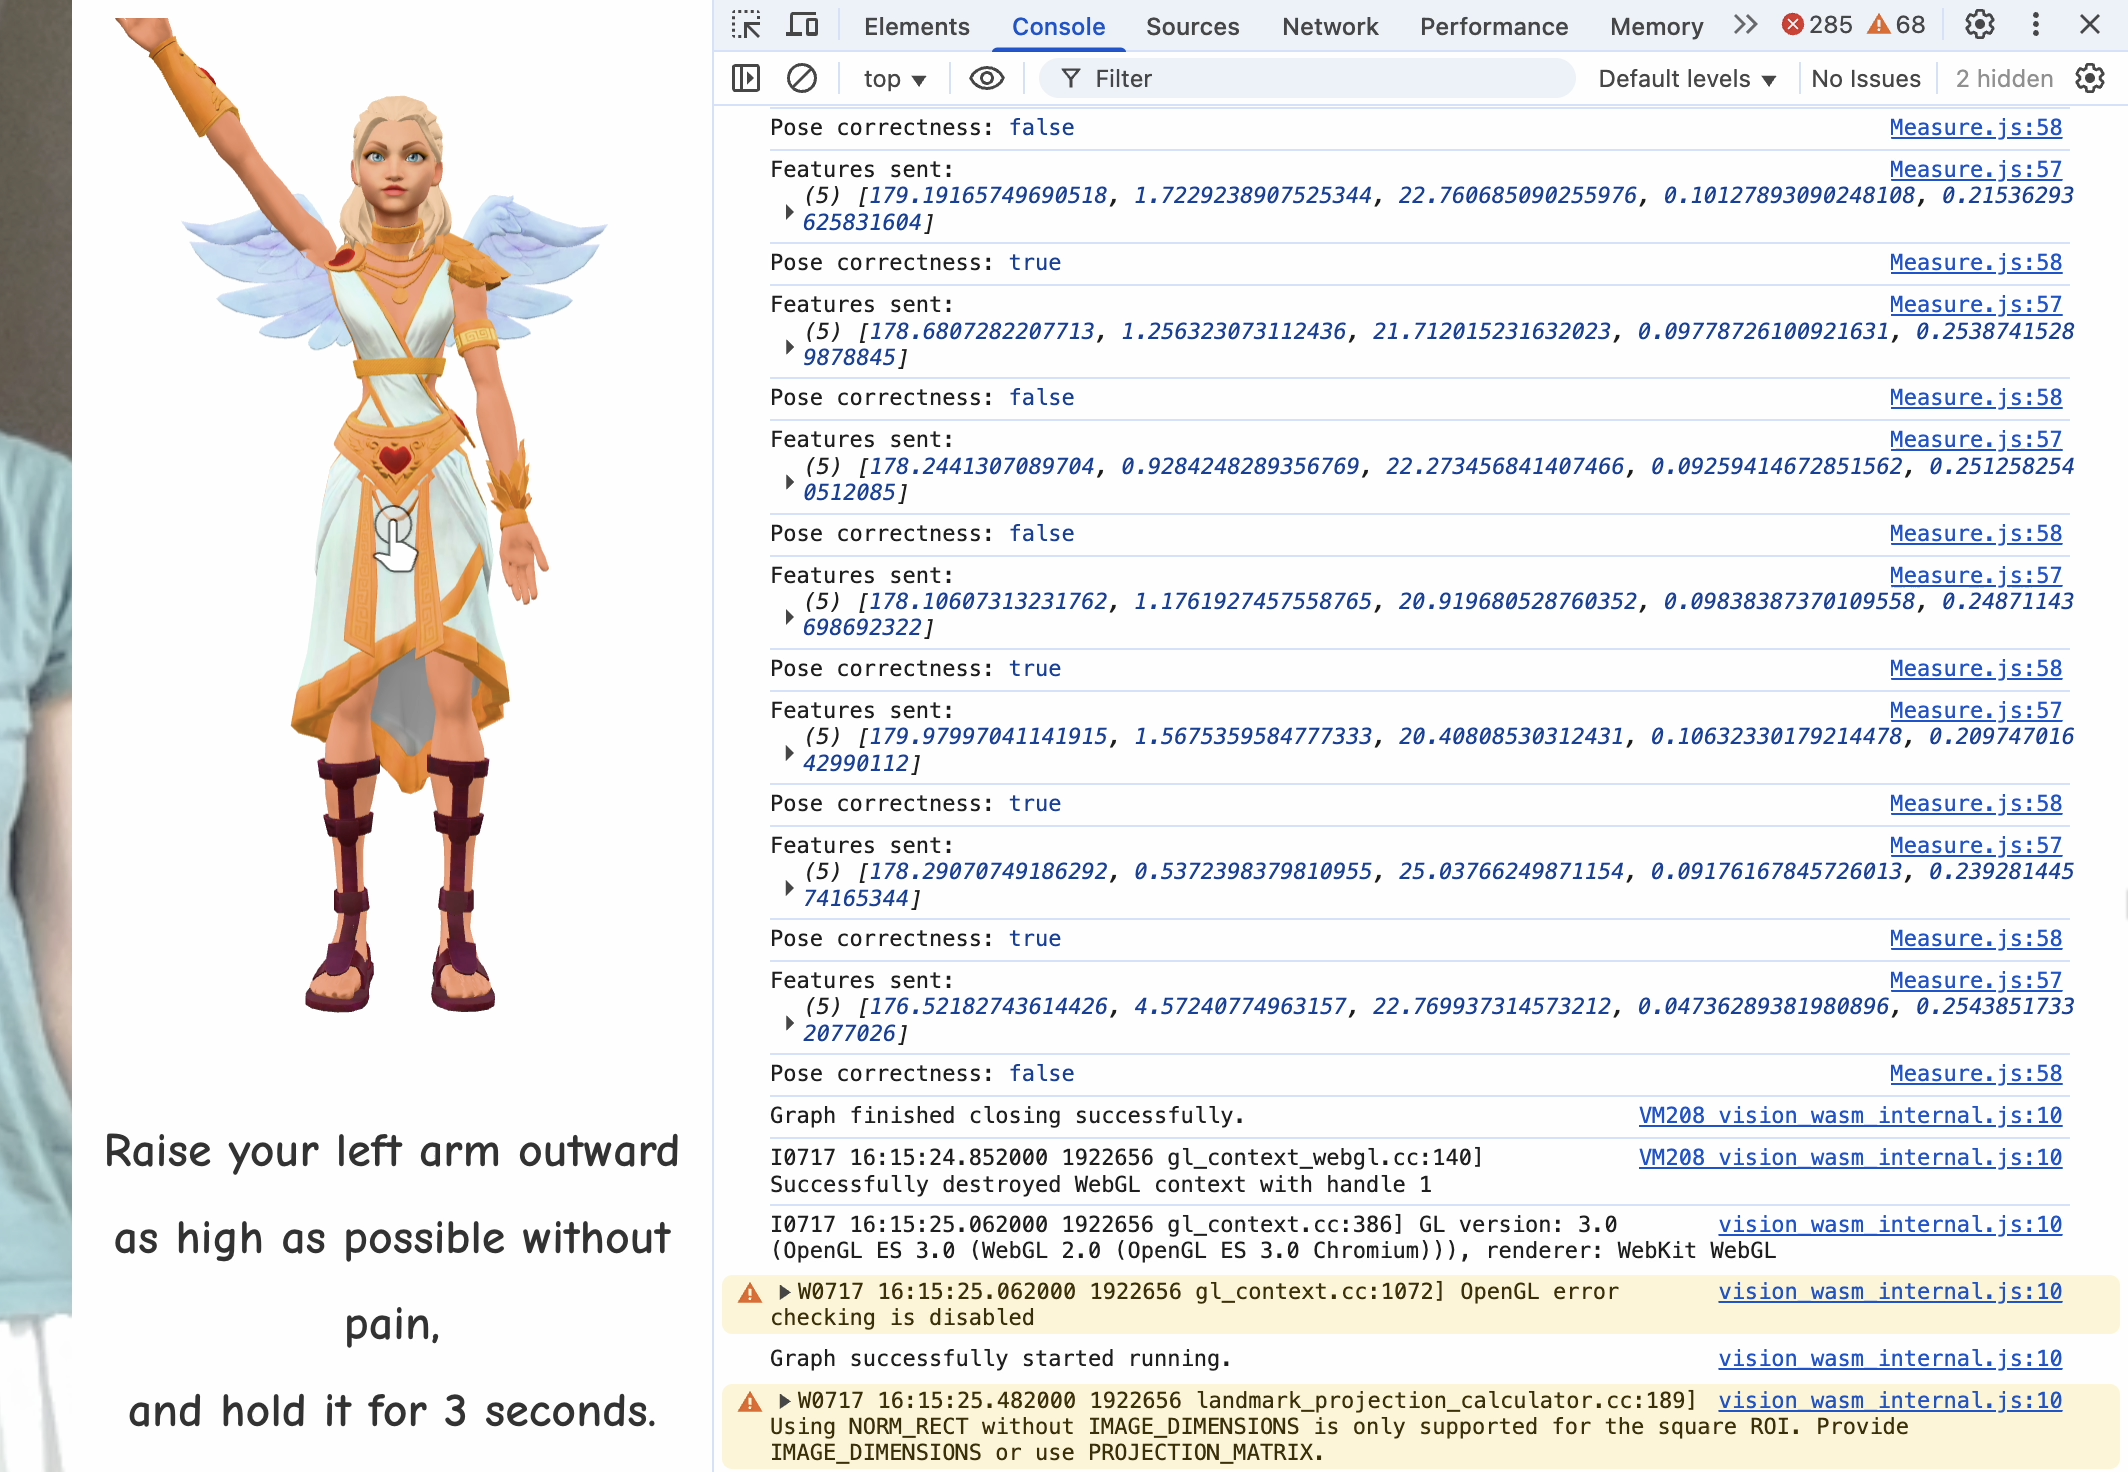 Elements Console Sources Network Performance Memory 285 68
top Filter Default levels No Issues 2 hidden
Pose correctness: false Measure.js:58
Features sent: Measure.js:57
(5) [179.19165749690518, 1.7229238907525344, 22.760685090255976, 0.10127893090248108, 0.21536293
625831604]
Pose correctness: true Measure.js:58
Features sent: Measure.js:57
(5) [178.6807282207713, 1.256323073112436, 21.712015231632023, 0.09778726100921631, 0.2538741528
9878845]
Pose correctness: false Measure.js:58
Features sent: Measure.js:57
(5) [178.2441307089704, 0.9284248289356769, 22.273456841407466, 0.09259414672851562, 0.251258254
0512085]
Pose correctness: false Measure.js:58
Features sent: Measure.js:57
(5) [178.10607313231762, 1.1761927457558765, 20.919680528760352, 0.09838387370109558, 0.24871143
698692322]
Pose correctness: true Measure.js:58
Features sent: Measure.js:57
(5) [179.97997041141915, 1.5675359584777333, 20.40808530312431, 0.10632330179214478, 0.209747016
42990112]
Pose correctness: true Measure.js:58
Features sent: Measure.js:57
(5) [178.29070749186292, 0.5372398379810955, 25.03766249871154, 0.09176167845726013, 0.239281445
74165344]
Pose correctness: true Measure.js:58
Features sent: Measure.js:57
(5) [176.52182743614426, 4.57240774963157, 22.769937314573212, 0.04736289381980896, 0.2543851733
2077026]
Pose correctness: false Measure.js:58
Graph finished closing successfully. VM208 vision_wasm_internal.js:10
I0717 16:15:24.852000 1922656 gl_context_webgl.cc:140] VM208 vision_wasm_internal.js:10
Successfully destroyed WebGL context with handle 1
I0717 16:15:25.062000 1922656 gl_context.cc:386] GL version: 3.0 vision_wasm_internal.js:10
(OpenGL ES 3.0 (WebGL 2.0 (OpenGL ES 3.0 Chromium))), renderer: WebKit WebGL
W0717 16:15:25.062000 1922656 gl_context.cc:1072] OpenGL error vision_wasm_internal.js:10
checking is disabled
Graph successfully started running. vision_wasm_internal.js:10
W0717 16:15:25.482000 1922656 landmark_projection_calculator.cc:189] vision_wasm_internal.js:10
Using NORM_RECT without IMAGE_DIMENSIONS is only supported for the square ROI. Provide
IMAGE_DIMENSIONS or use PROJECTION_MATRIX.
Raise your left arm outward
as high as possible without
pain,
and hold it for 3 seconds.